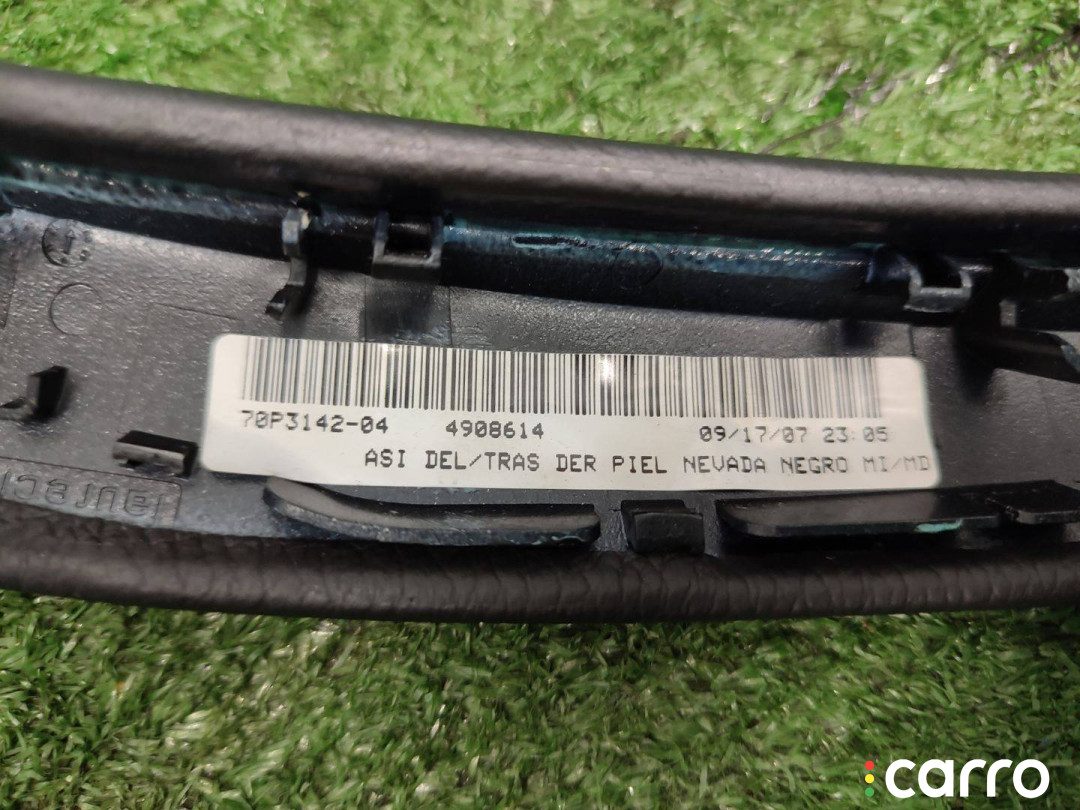 70P3142-04 4908614 09/17/07 23:05
ASI DEL/TRAS DER PIEL NEVADA NEGRO MI/MD
carro